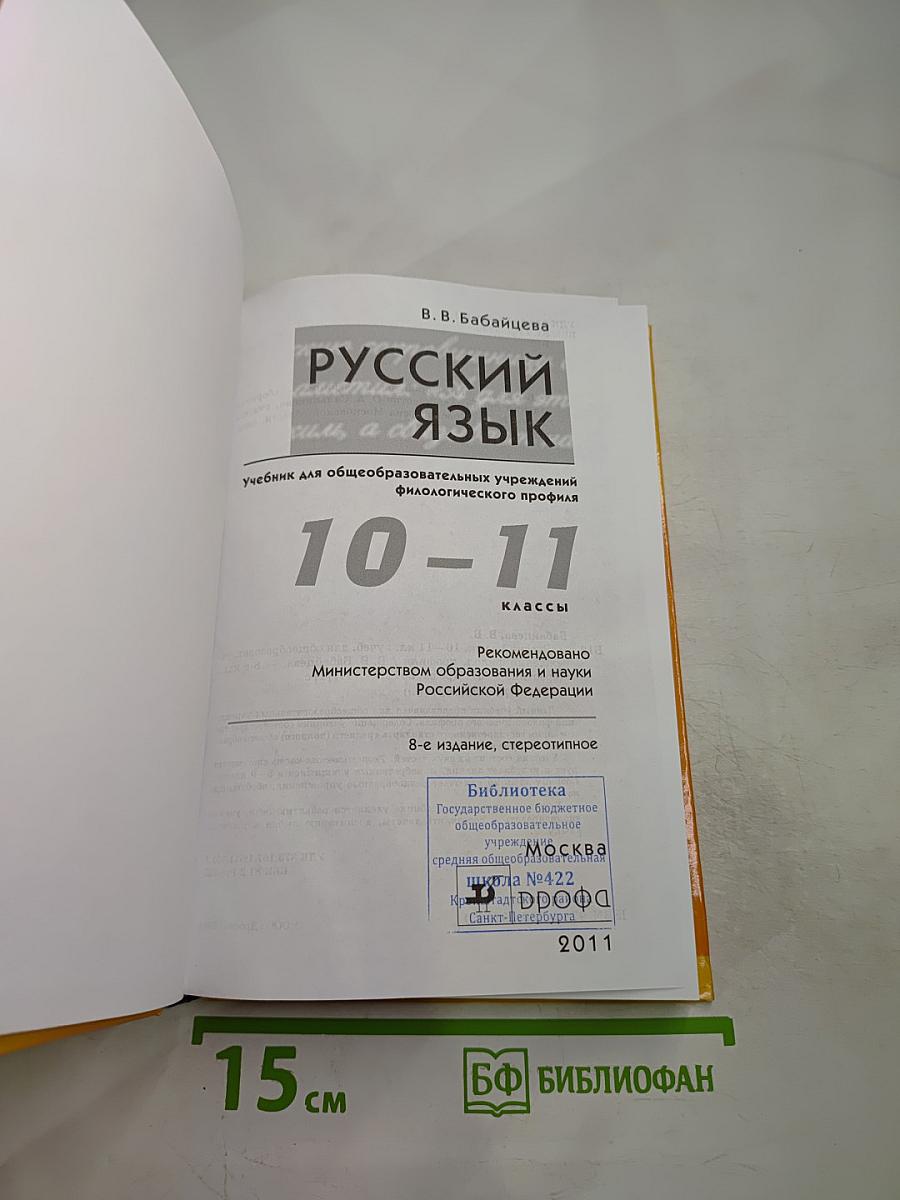 В. В. Бабайцева
РУССКИЙ
ЯЗЫК
Учебник для общеобразовательных учреждений
филологического профиля
10–11
классы
Рекомендовано
Министерством образования и науки
Российской Федерации
8-е издание, стереотипное
Библиотека
Государственное бюджетное
общеобразовательное
учреждение
Москва
средняя общеобразовательная
школа №422
Кронштадтского района
дрофа
Санкт-Петербурга
2011
15 см
БФ БИБЛИОФАН